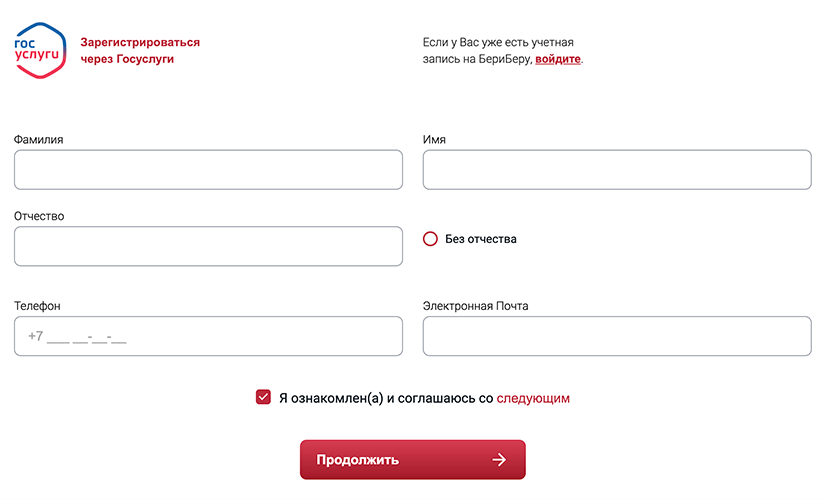 гос
услуги
Зарегистрироваться
через Госуслуги
Если у Вас уже есть учетная
запись на БериБеру, войдите.
Фамилия
Имя
Отчество
Без отчества
Телефон
Электронная Почта
+7 ___ __-__-__
Я ознакомлен(а) и соглашаюсь со следующим
Продолжить